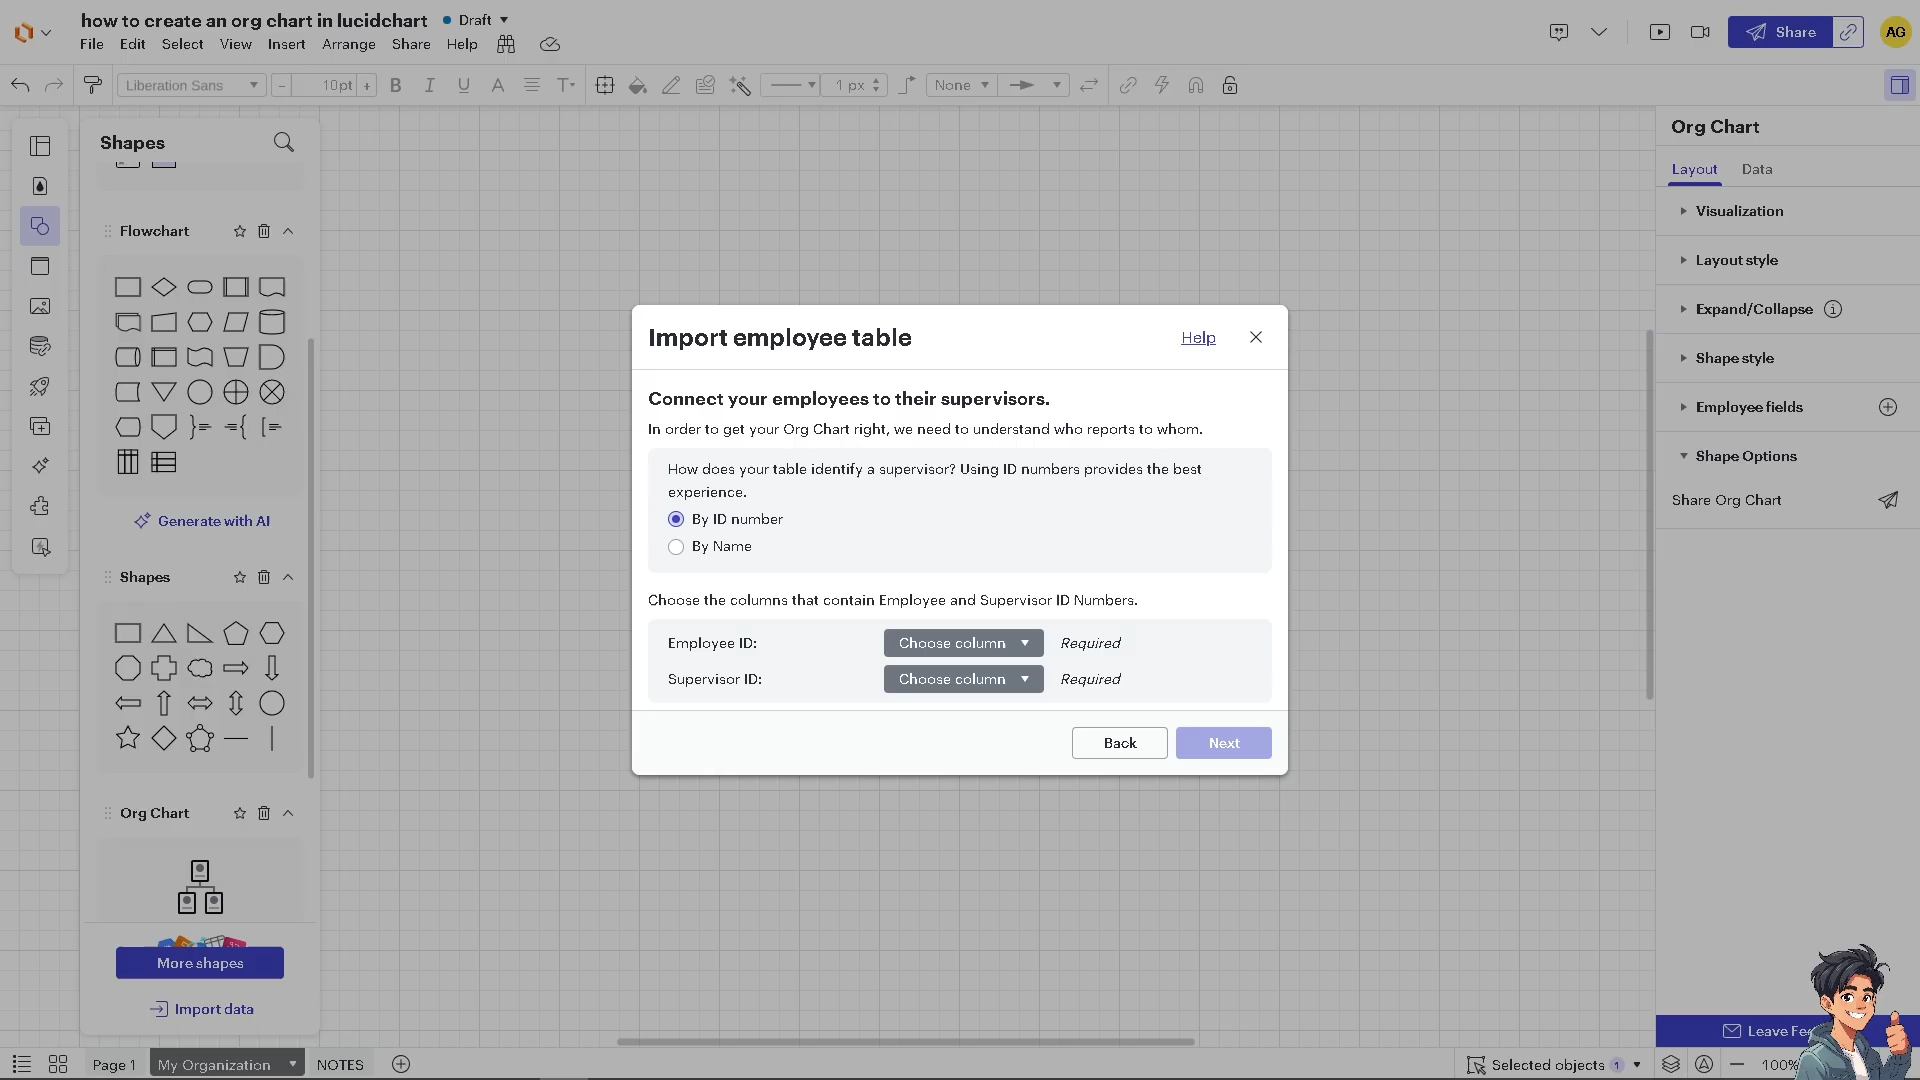 how to create an org chart in lucidchart
Draft
File Edit Select View Insert Arrange Share Help
Share
AG
Liberation Sans
10pt
1 px
None
Shapes
Flowchart
Generate with AI
Shapes
Org Chart
More shapes
Import data
Import employee table
Help
Connect your employees to their supervisors.
In order to get your Org Chart right, we need to understand who reports to whom.
How does your table identify a supervisor? Using ID numbers provides the best
experience.
By ID number
By Name
Choose the columns that contain Employee and Supervisor ID Numbers.
Employee ID: Choose column Required
Supervisor ID: Choose column Required
Back Next
Org Chart
Layout Data
Visualization
Layout style
Expand/Collapse
Shape style
Employee fields
Shape Options
Share Org Chart
Leave
Page 1 My Organization NOTES
Selected objects 1
100%